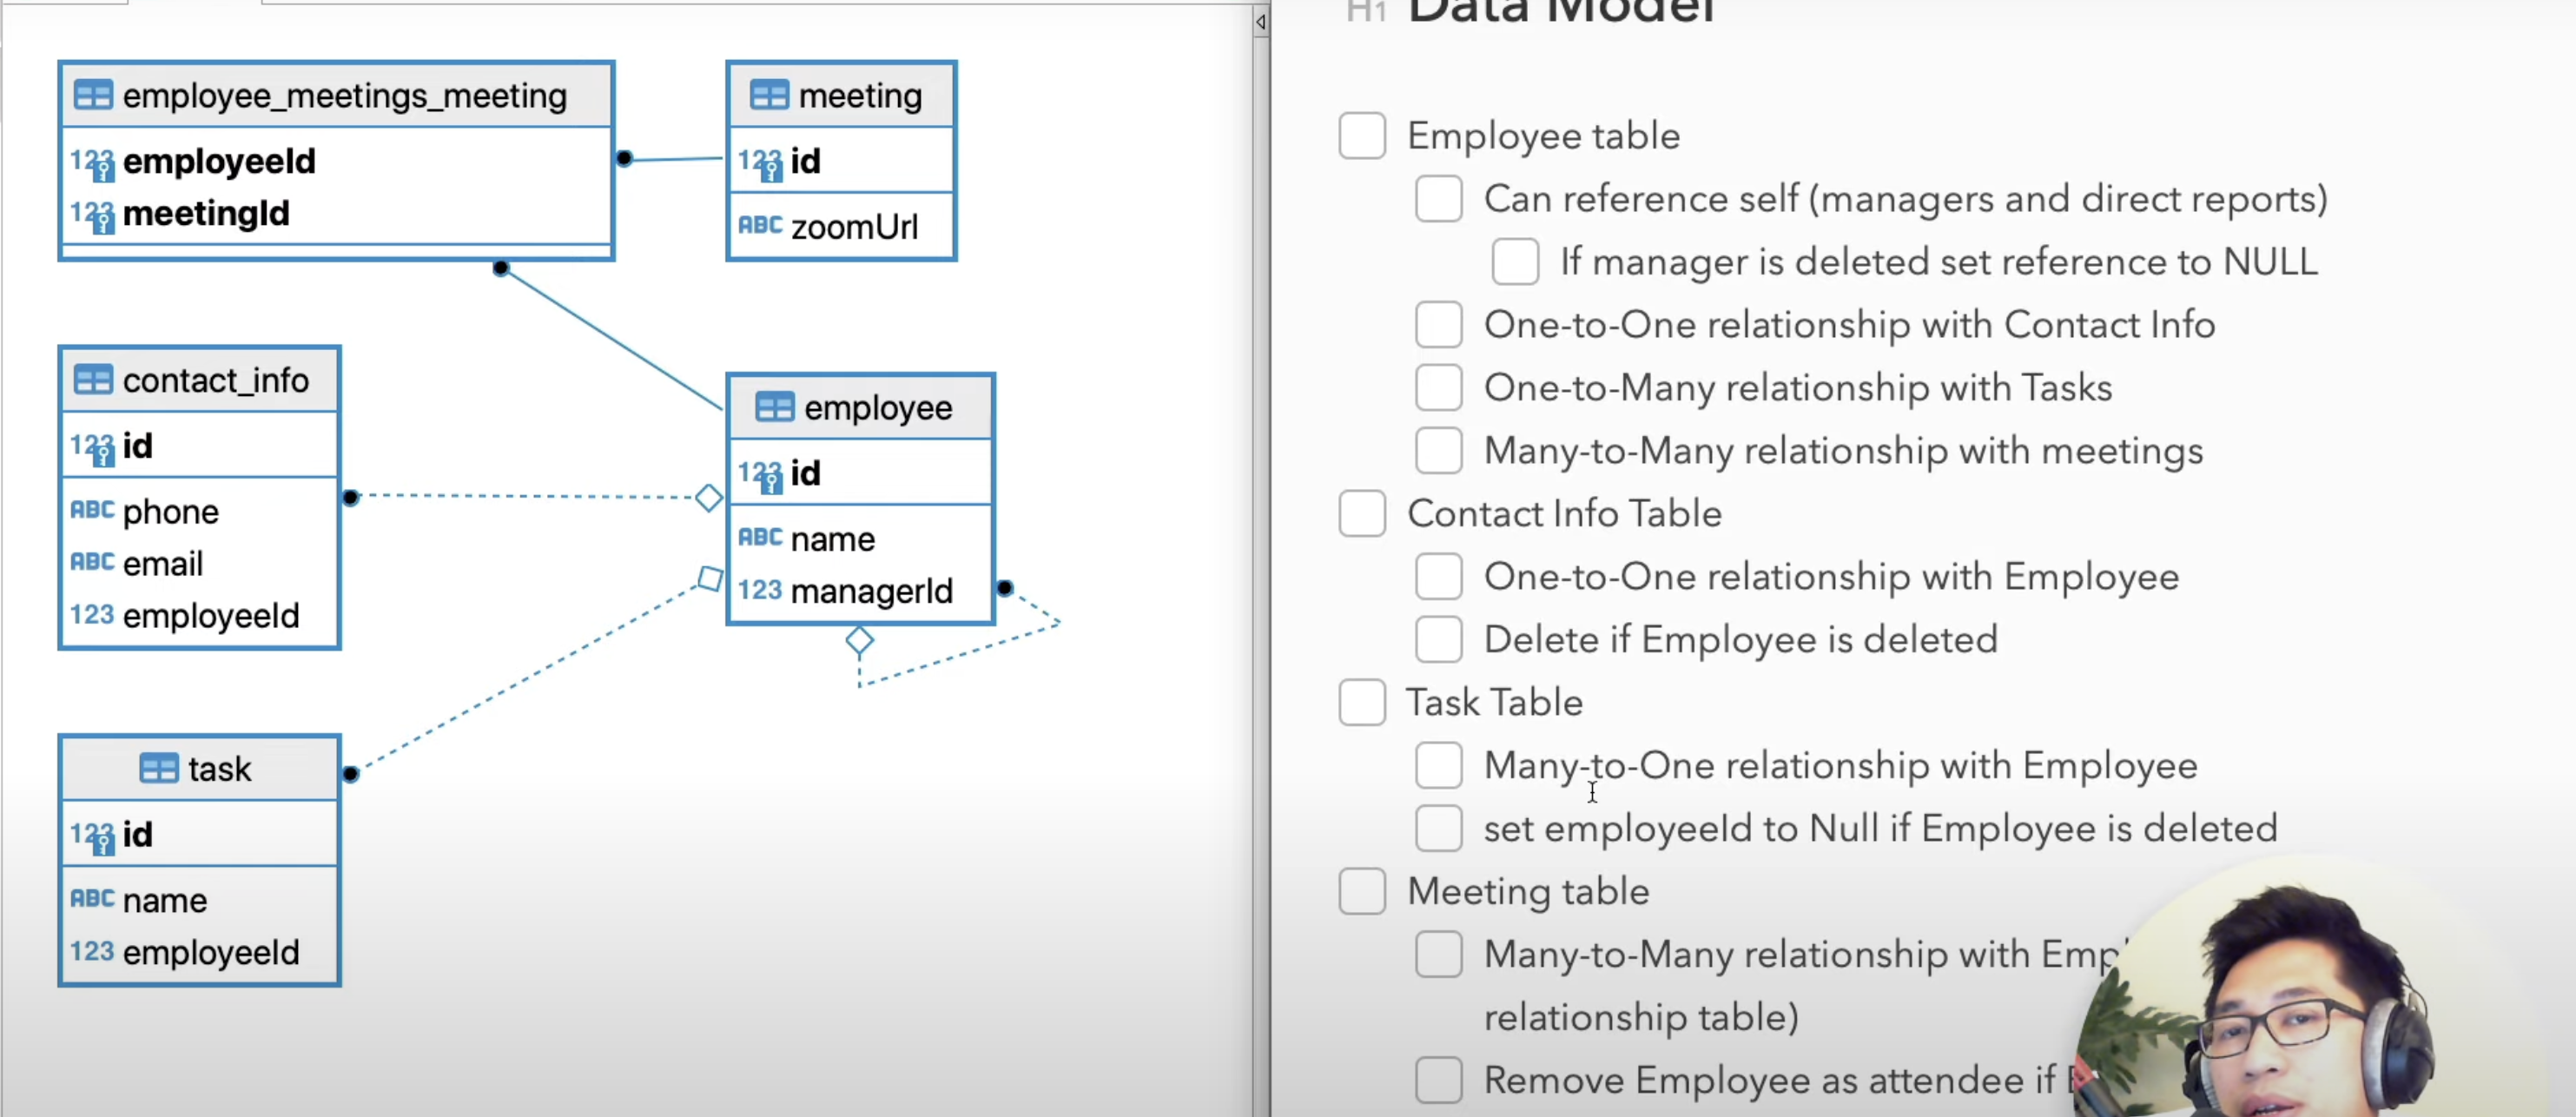 employee_meetings_meeting
123 employeeId
123 meetingId
meeting
123 id
ABC zoomUrl
contact_info
123 id
ABC phone
ABC email
123 employeeId
employee
123 id
ABC name
123 managerId
task
123 id
ABC name
123 employeeId
H1 Data Model
Employee table
Can reference self (managers and direct reports)
If manager is deleted set reference to NULL
One-to-One relationship with Contact Info
One-to-Many relationship with Tasks
Many-to-Many relationship with meetings
Contact Info Table
One-to-One relationship with Employee
Delete if Employee is deleted
Task Table
Many-to-One relationship with Employee
set employeeId to Null if Employee is deleted
Meeting table
Many-to-Many relationship with
relationship table)
Remove Employee as attendee if